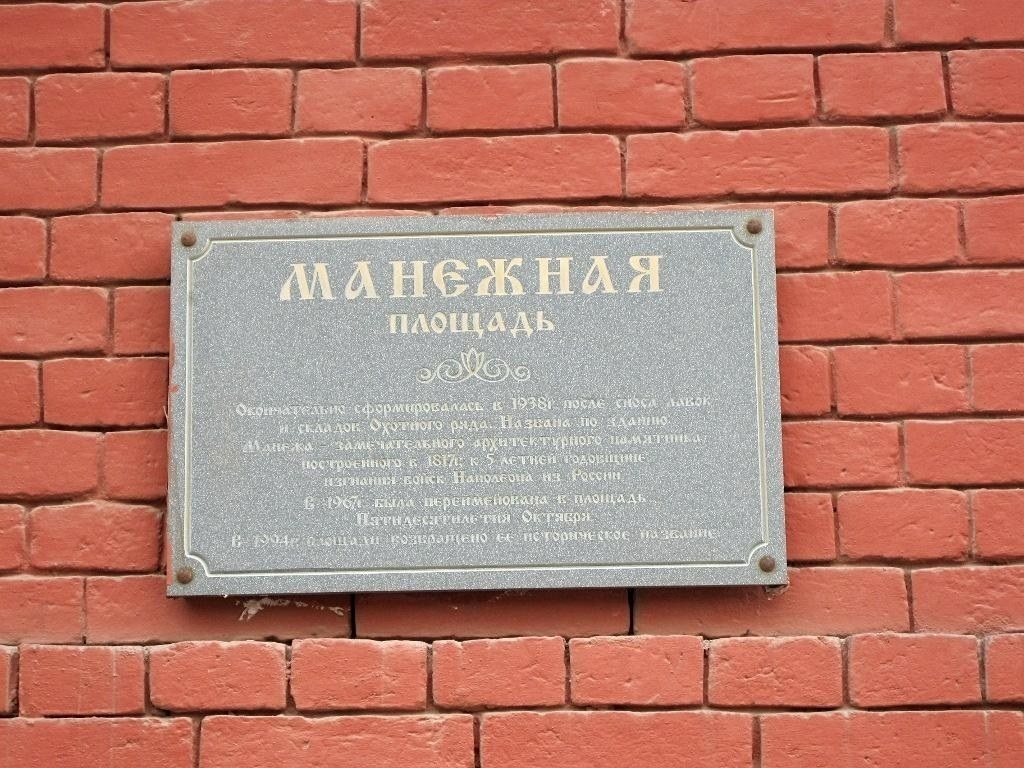 МАНЕЖНАЯ
ПЛОЩАДЬ
Окончательно сформировалась в 1938г. после сноса лавок
и складов Охотного ряда. Названа по зданию
Манежа - замечательного архитектурного памятника,
построенного в 1817г. к 5 летней годовщине
изгнания войск Наполеона из России
В 1967г. была переименована в площадь
Пятидесятилетия Октября.
В 1994г. площади возвращено ее историческое название